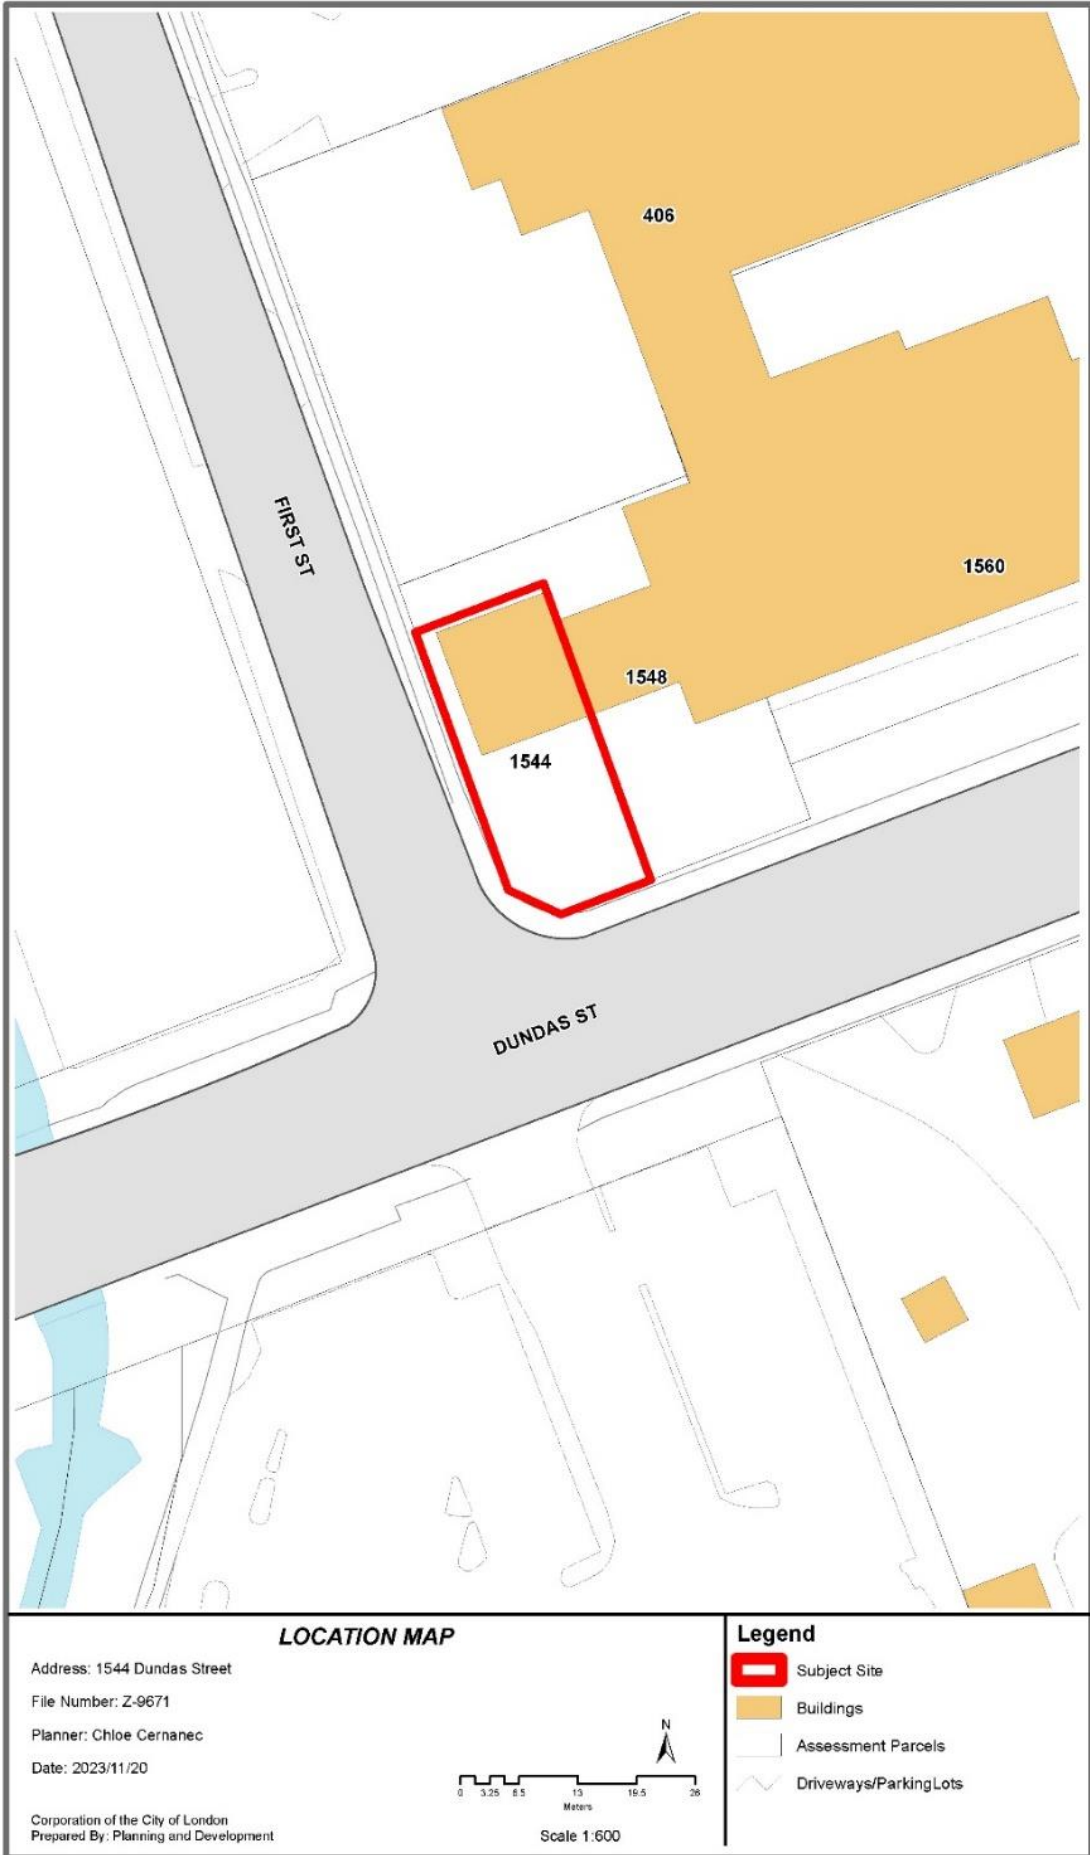 406
FIRST ST
1560
1548
1544
DUNDAS ST
LOCATION MAP
Address: 1544 Dundas Street
File Number: Z-9671
Planner: Chloe Cernanec
Date: 2023/11/20
Corporation of the City of London
Prepared By: Planning and Development
N
0 3.25 6.5 13 19.5 26
Meters
Scale 1:600
Legend
Subject Site
Buildings
Assessment Parcels
Driveways/ParkingLots